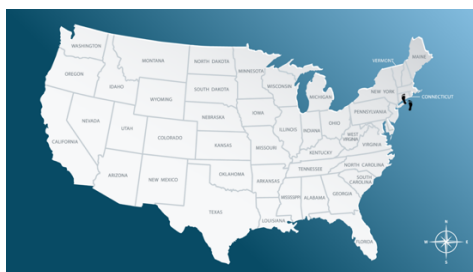 WASHINGTON
MAINE
MONTANA
NORTH DAKOTA
VERMONT
MINNESOTA
OREGON
IDAHO
WISCONSIN
SOUTH DAKOTA
NEW YORK
CONNECTICUT
MICHIGAN
WYOMING
PENNSYLVANIA
IOWA
NEBRASKA
NEVADA
OHIO
ILLINOIS
INDIANA
UTAH
WEST
VIRGINIA
COLORADO
CALIFORNIA
KANSAS
MISSOURI
VIRGINIA
KENTUCKY
NORTH CAROLINA
TENNESSEE
OKLAHOMA
ARIZONA
NEW MEXICO
ARKANSAS
SOUTH
CAROLINA
MISSISSIPPI
ALABAMA
GEORGIA
TEXAS
LOUISIANA
FLORIDA
N
W
E
S